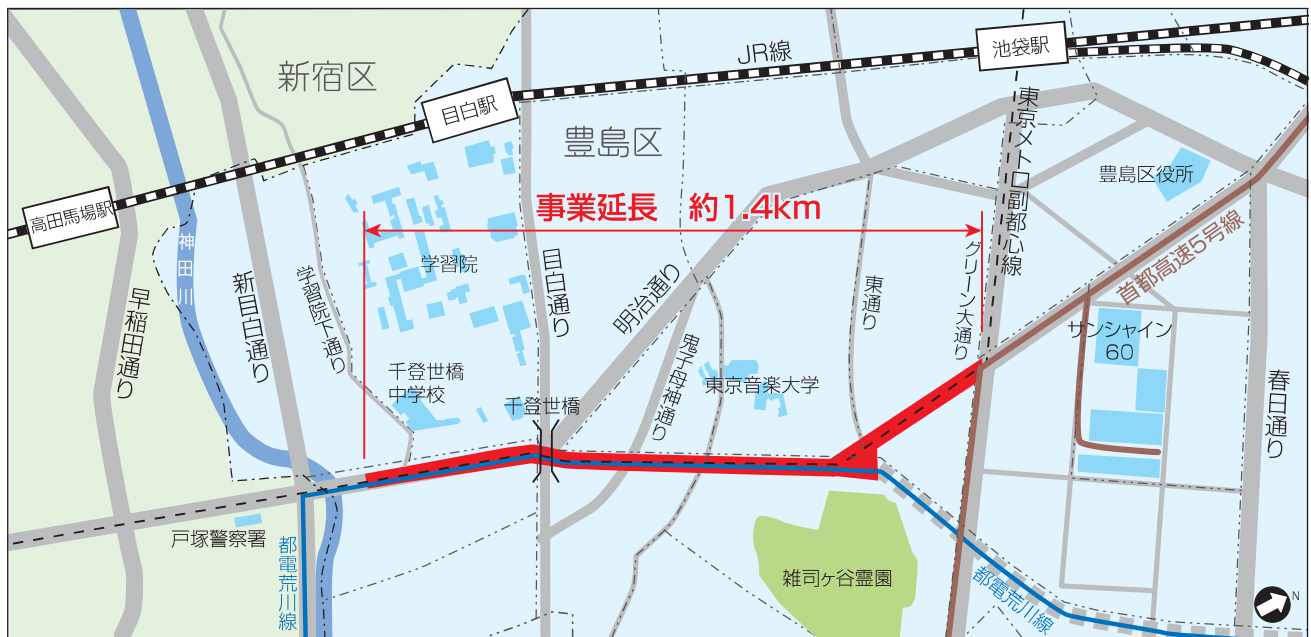 JR線
池袋駅
新宿区
目白駅
豊島区
東京メトロ副都心線
豊島区役所
高田馬場駅
事業延長 約1.4km
神田川
学習院
目白通り
明治通り
東通り
グリーン大通り
首都高速5号線
早稲田通り
新目白通り
学習院下通り
サンシャイン
60
千登世橋
中学校
千登世橋
鬼子母神通り
東京音楽大学
春日通り
戸塚警察署
都電荒川線
雑司ヶ谷霊園
都電荒川線
N